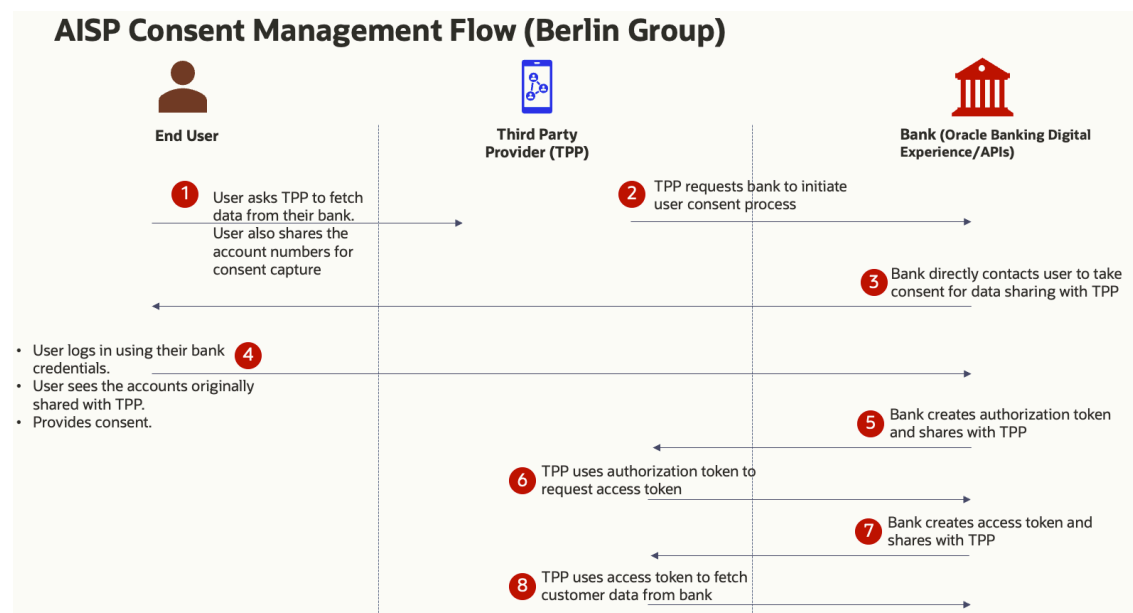 AISP Consent Management Flow (Berlin Group)
End User
Third Party
Provider (TPP)
Bank (Oracle Banking Digital
Experience/APIs)
1
User asks TPP to fetch
data from their bank.
User also shares the
account numbers for
consent capture
2
TPP requests bank to initiate
user consent process
3
Bank directly contacts user to take
consent for data sharing with TPP
4
• User logs in using their bank
credentials.
• User sees the accounts originally
shared with TPP.
• Provides consent.
5
Bank creates authorization token
and shares with TPP
6
TPP uses authorization token to
request access token
7
Bank creates access token and
shares with TPP
8
TPP uses access token to fetch
customer data from bank